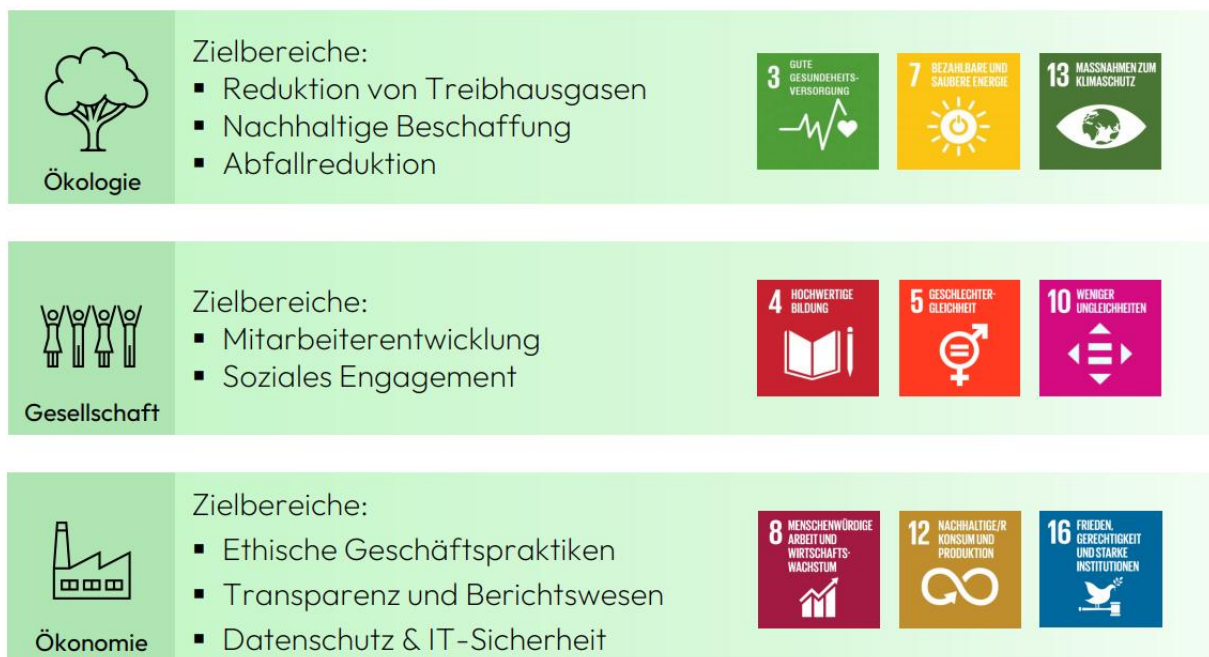 Zielbereiche:
▪ Reduktion von Treibhausgasen
▪ Nachhaltige Beschaffung
▪ Abfallreduktion
Ökologie
3 GUTE
GESUNDEHEITS-
VERSORGUNG
7 BEZAHLBARE UND
SAUBERE ENERGIE
13 MASSNAHMEN ZUM
KLIMASCHUTZ
Zielbereiche:
▪ Mitarbeiterentwicklung
▪ Soziales Engagement
Gesellschaft
4 HOCHWERTIGE
BILDUNG
5 GESCHLECHTER-
GLEICHHEIT
10 WENIGER
UNGLEICHHEITEN
Zielbereiche:
▪ Ethische Geschäftspraktiken
▪ Transparenz und Berichtswesen
▪ Datenschutz & IT-Sicherheit
Ökonomie
8 MENSCHENWÜRDIGE
ARBEIT UND
WIRTSCHAFTS-
WACHSTUM
12 NACHHALTIGE/R
KONSUM UND
PRODUKTION
16 FRIEDEN,
GERECHTIGKEIT
UND STARKE
INSTITUTIONEN